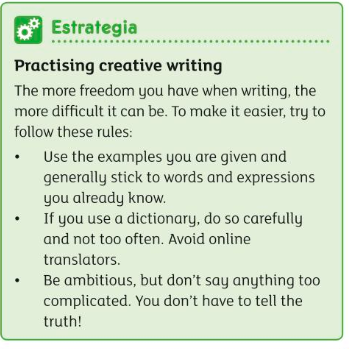 Estrategia
Practising creative writing
The more freedom you have when writing, the
more difficult it can be. To make it easier, try to
follow these rules:
• Use the examples you are given and
generally stick to words and expressions
you already know.
• If you use a dictionary, do so carefully
and not too often. Avoid online
translators.
• Be ambitious, but don't say anything too
complicated. You don't have to tell the
truth!